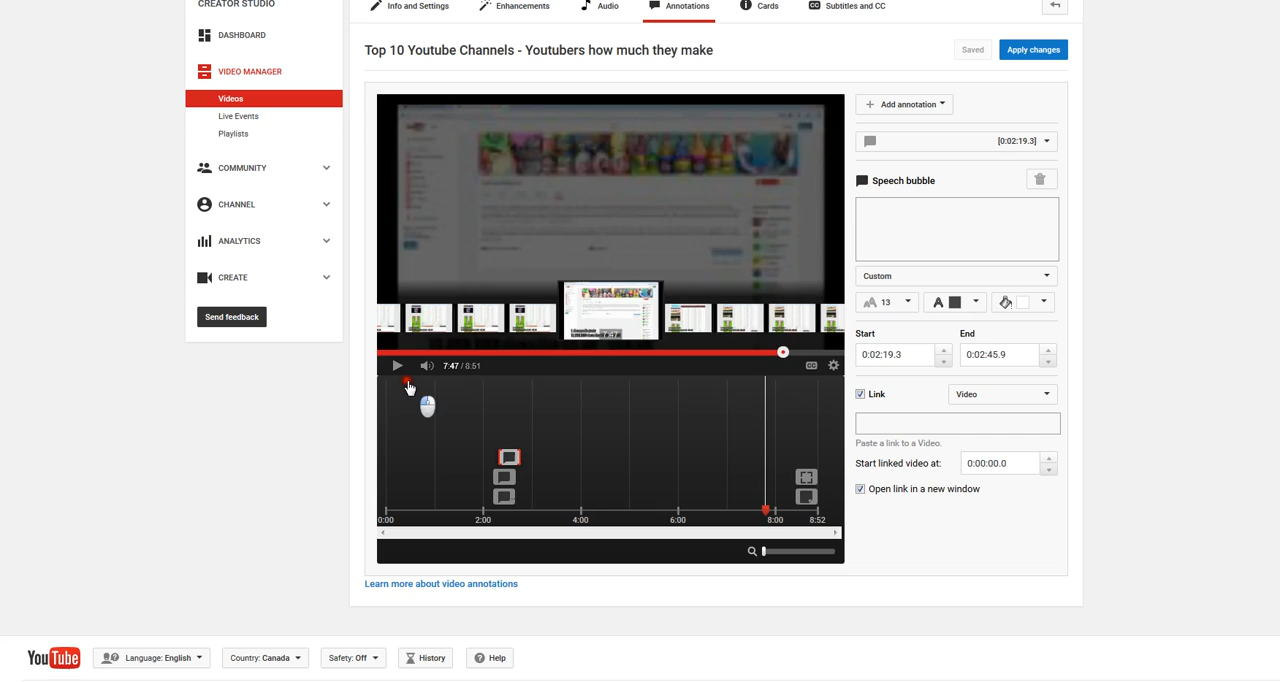 CREATOR STUDIO
Info and Settings
Enhancements
Audio
Annotations
Cards
CC Subtitles and CC
DASHBOARD
VIDEO MANAGER
Videos
Live Events
Playlists
COMMUNITY
CHANNEL
ANALYTICS
CREATE
Send feedback
Top 10 Youtube Channels - Youtubers how much they make
Saved
Apply changes
+ Add annotation
[0:02:19.3]
Speech bubble
Custom
AA 13
A
Start
End
0:02:19.3
0:02:45.9
Link
Video
Paste a link to a Video.
Start linked video at:
0:00:00.0
Open link in a new window
7:47
7:47 / 8:51
CC
0:00
2:00
4:00
6:00
8:00
8:52
Learn more about video annotations
YouTube
Language: English
Country: Canada
Safety: Off
History
Help